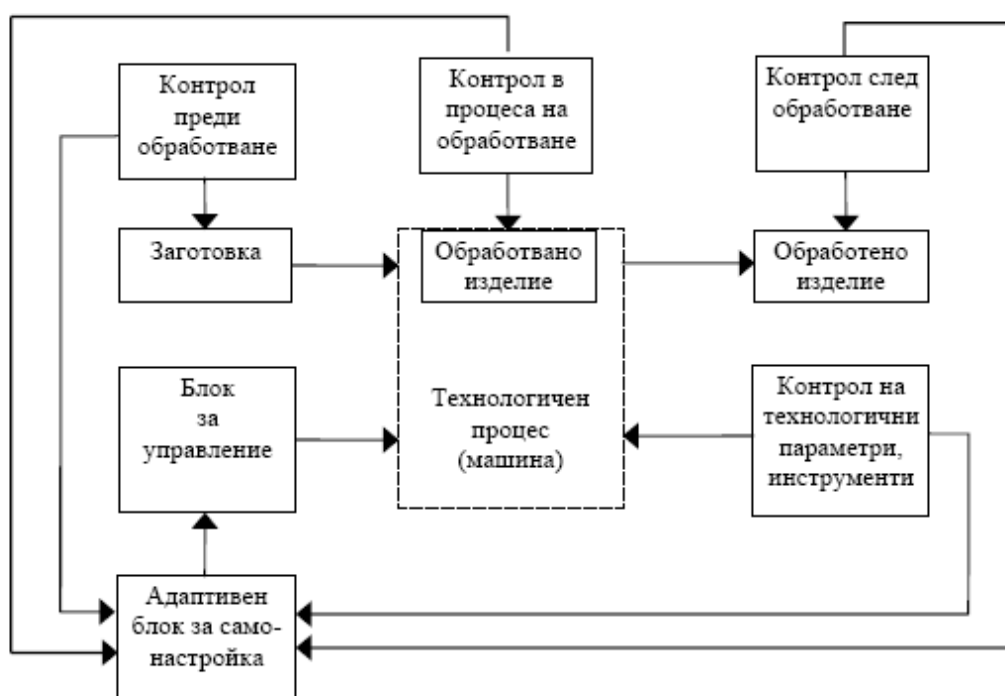 Контрол
преди
обработване
Контрол в
процеса на
обработване
Контрол след
обработване
Заготовка
Обработвано
изделие
Обработено
изделие
Блок
за
управление
Технологичен
процес
(машина)
Контрол на
технологични
параметри,
инструменти
Адаптивен
блок за само-
настройка